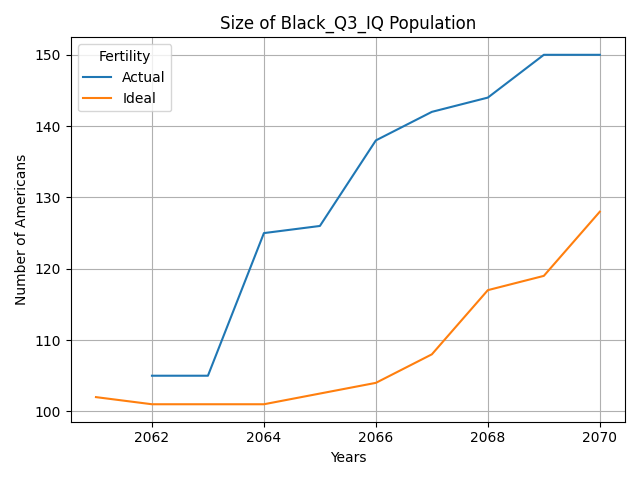 Size of Black_Q3_IQ Population
Fertility
Actual
Ideal
150
140
130
120
110
100
Number of Americans
2062 2064 2066 2068 2070
Years